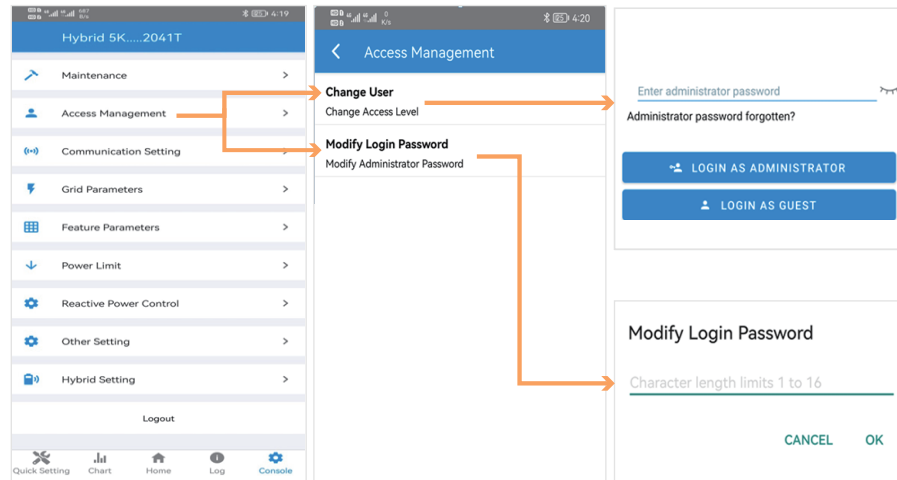 4:19
Hybrid 5K.....2041T
Maintenance
Access Management
Communication Setting
Grid Parameters
Feature Parameters
Power Limit
Reactive Power Control
Other Setting
Hybrid Setting
Logout
Quick Setting
Chart
Home
Log
Console
0
K/s
4:20
Access Management
Change User
Change Access Level
Modify Login Password
Modify Administrator Password
Enter administrator password
Administrator password forgotten?
LOGIN AS ADMINISTRATOR
LOGIN AS GUEST
Modify Login Password
Character length limits 1 to 16
CANCEL OK